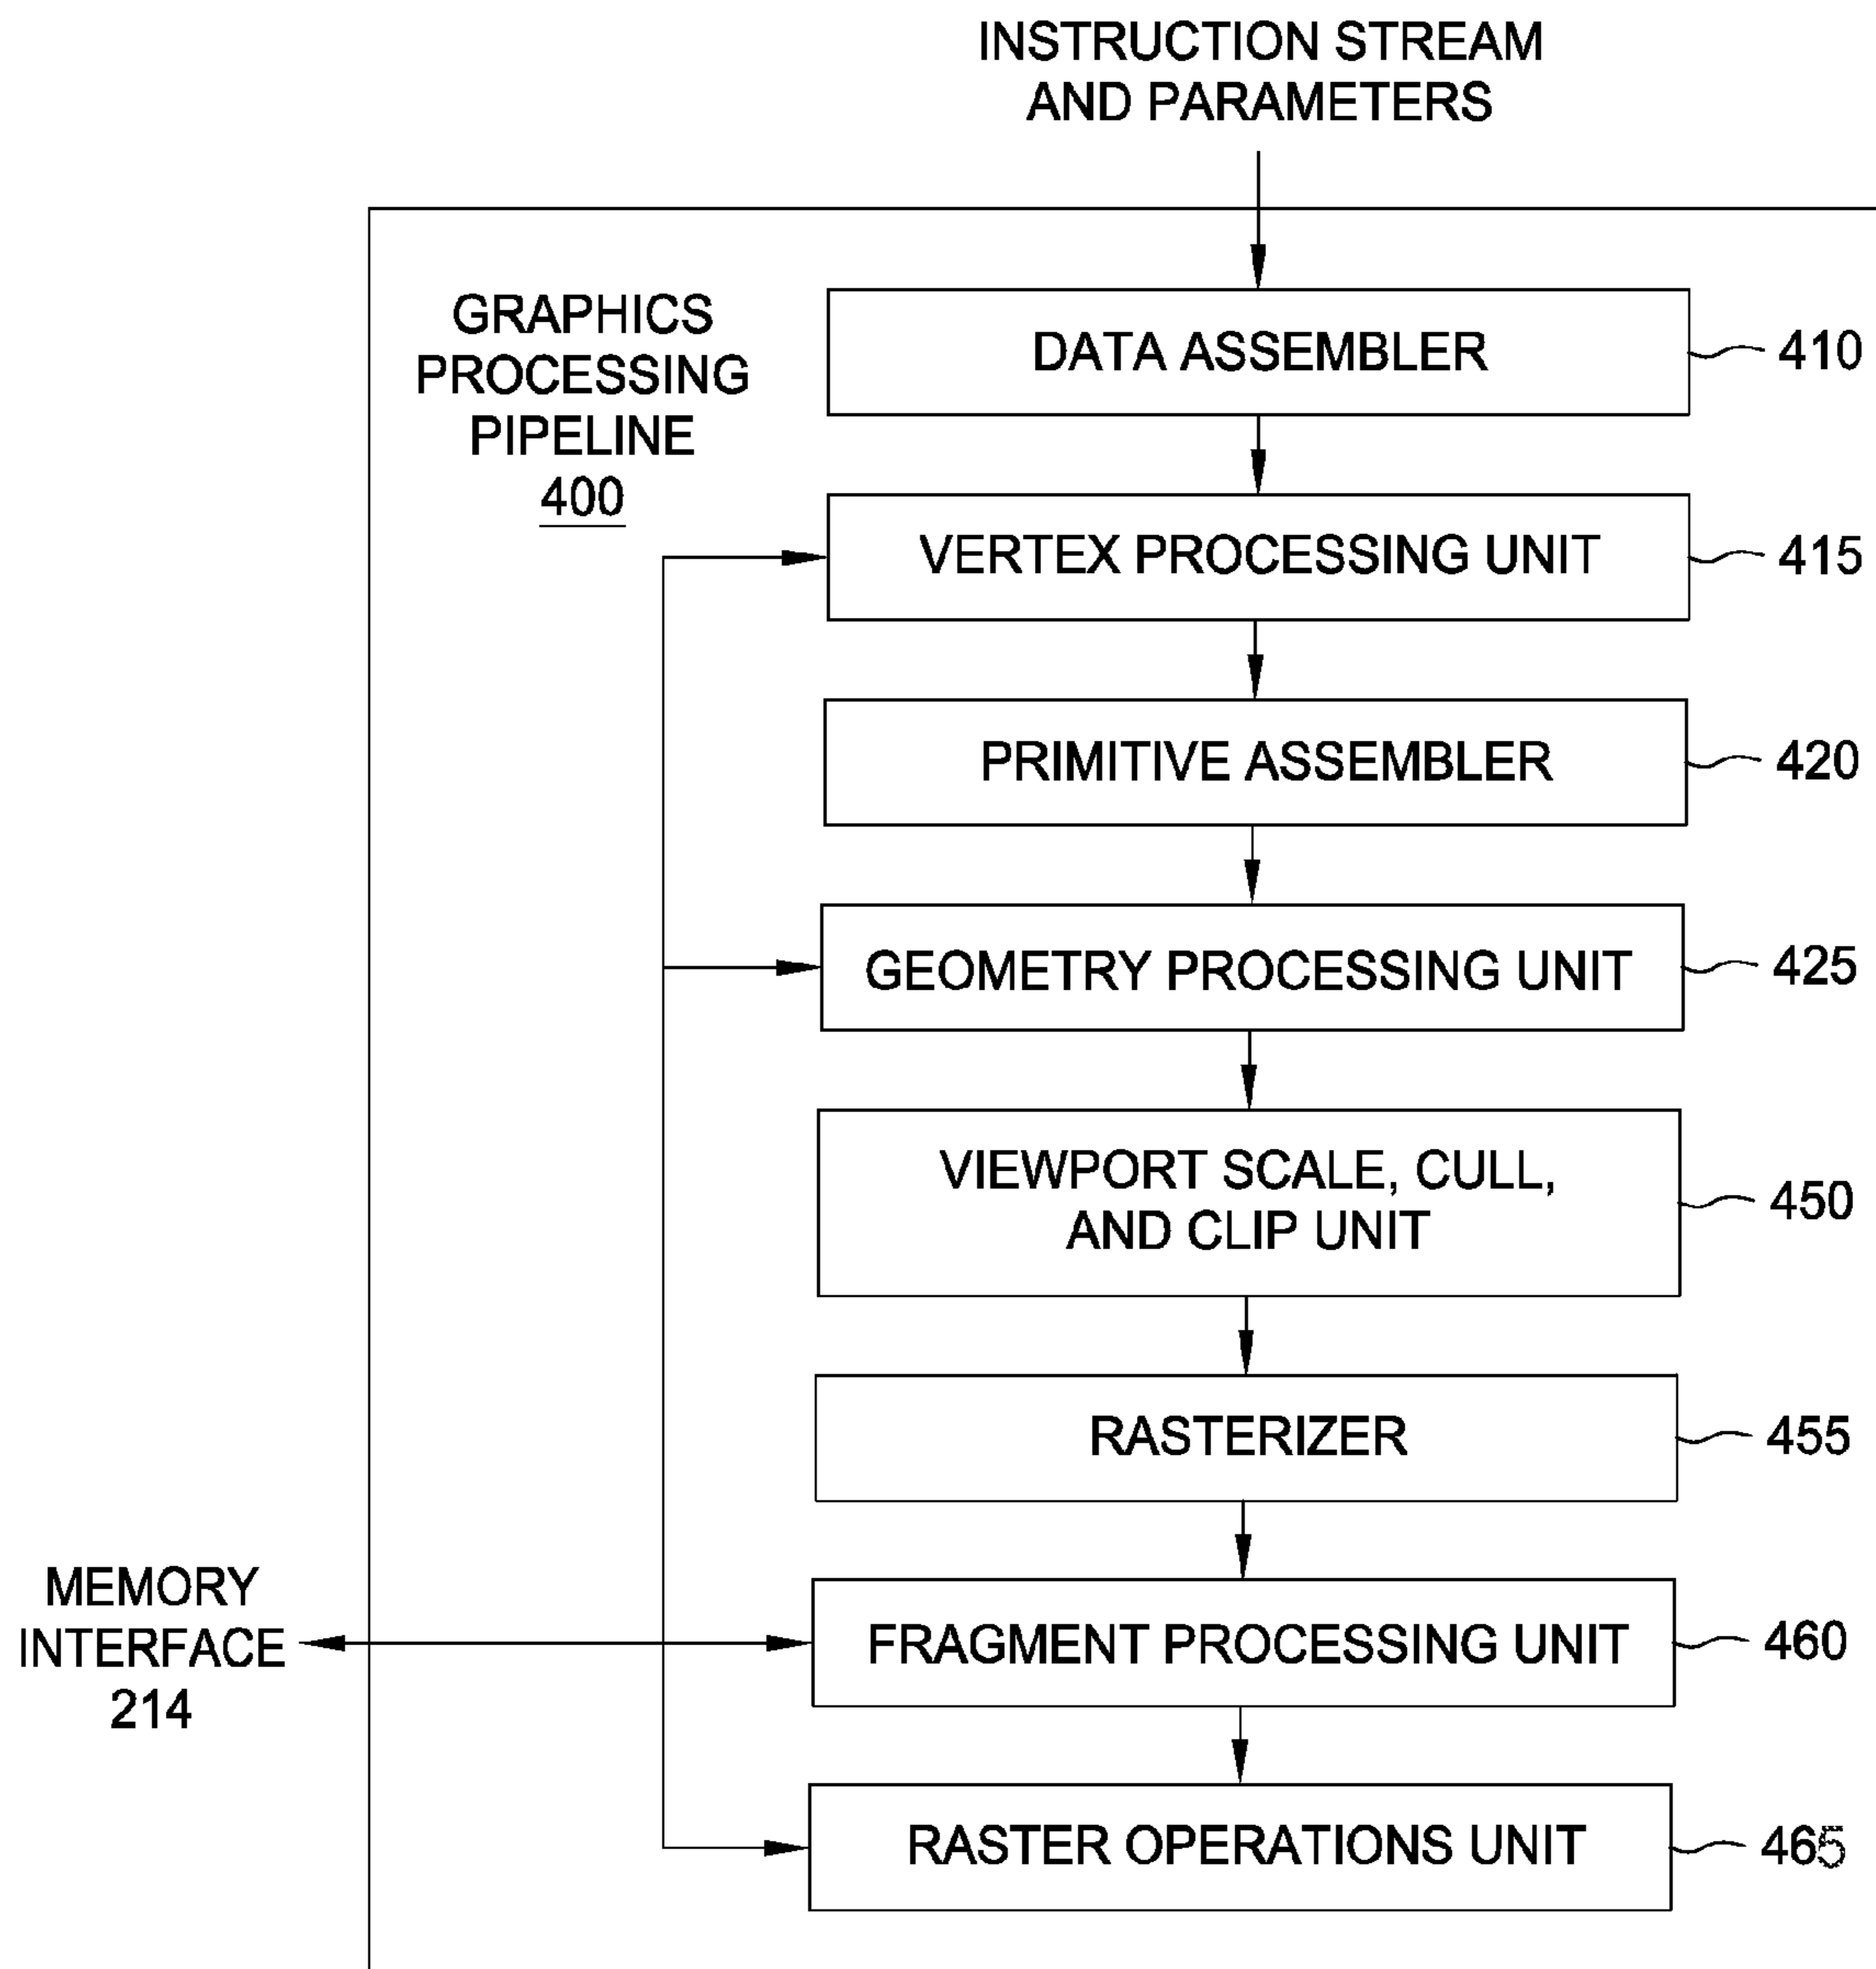 INSTRUCTION STREAM
AND PARAMETERS
GRAPHICS
PROCESSING
PIPELINE
400
DATA ASSEMBLER
410
VERTEX PROCESSING UNIT
415
PRIMITIVE ASSEMBLER
420
GEOMETRY PROCESSING UNIT
425
VIEWPORT SCALE, CULL,
AND CLIP UNIT
450
RASTERIZER
455
MEMORY
INTERFACE
214
FRAGMENT PROCESSING UNIT
460
RASTER OPERATIONS UNIT
465